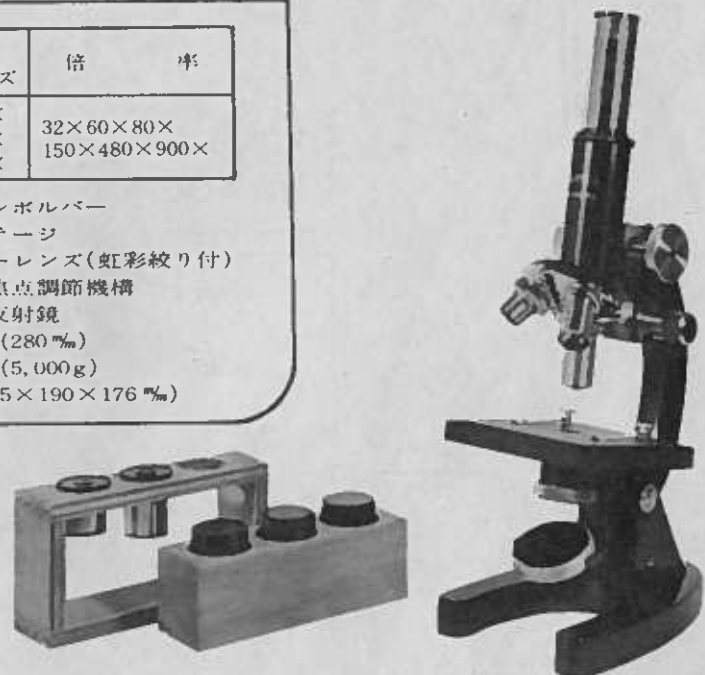 倍 率
ズ
×
× 32×60×80×
150×480×900×
×
ンボルバー
テージ
ーレンズ(虹彩絞り付)
焦点調節機構
反射鏡
(280㎜)
(5,000g)
5×190×176㎜)